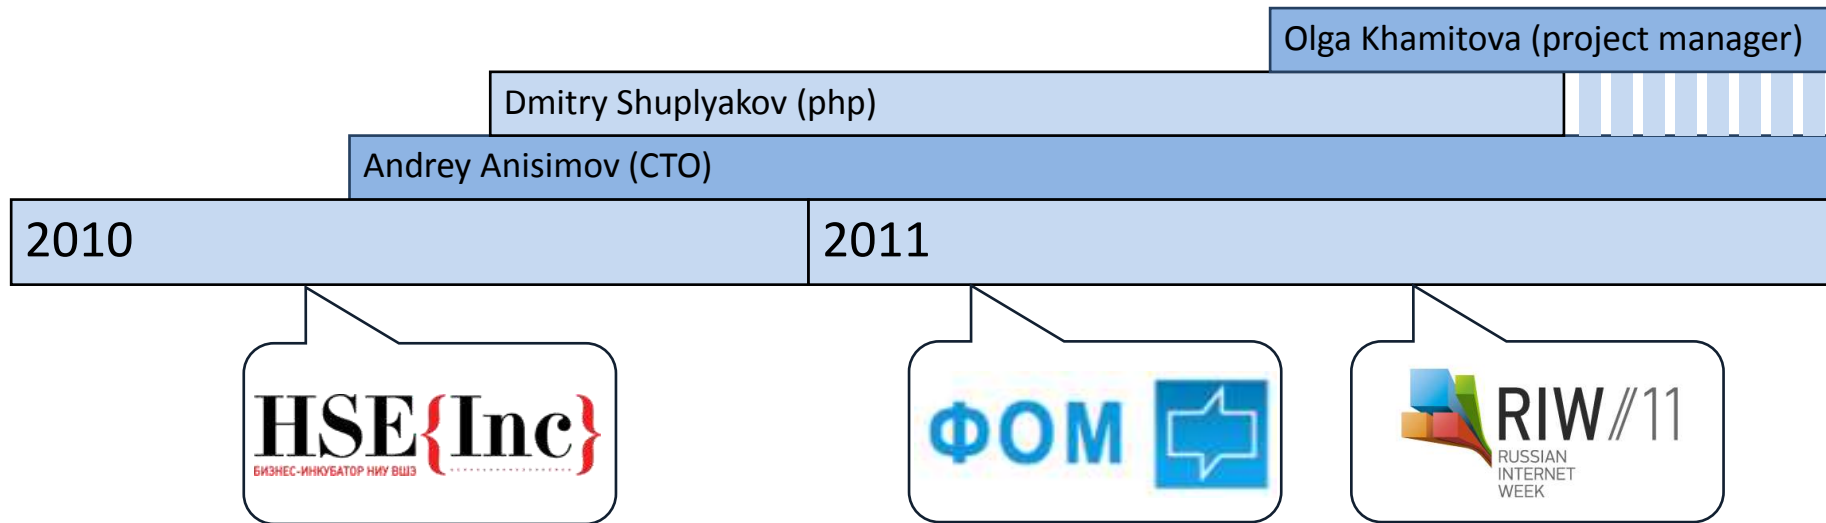 Olga Khamitova (project manager)
Dmitry Shuplyakov (php)
Andrey Anisimov (CTO)
2010
2011
HSE{Inc}
БИЗНЕС-ИНКУБАТОР НИУ ВШЭ
ФОМ
RIW//11
RUSSIAN
INTERNET
WEEK